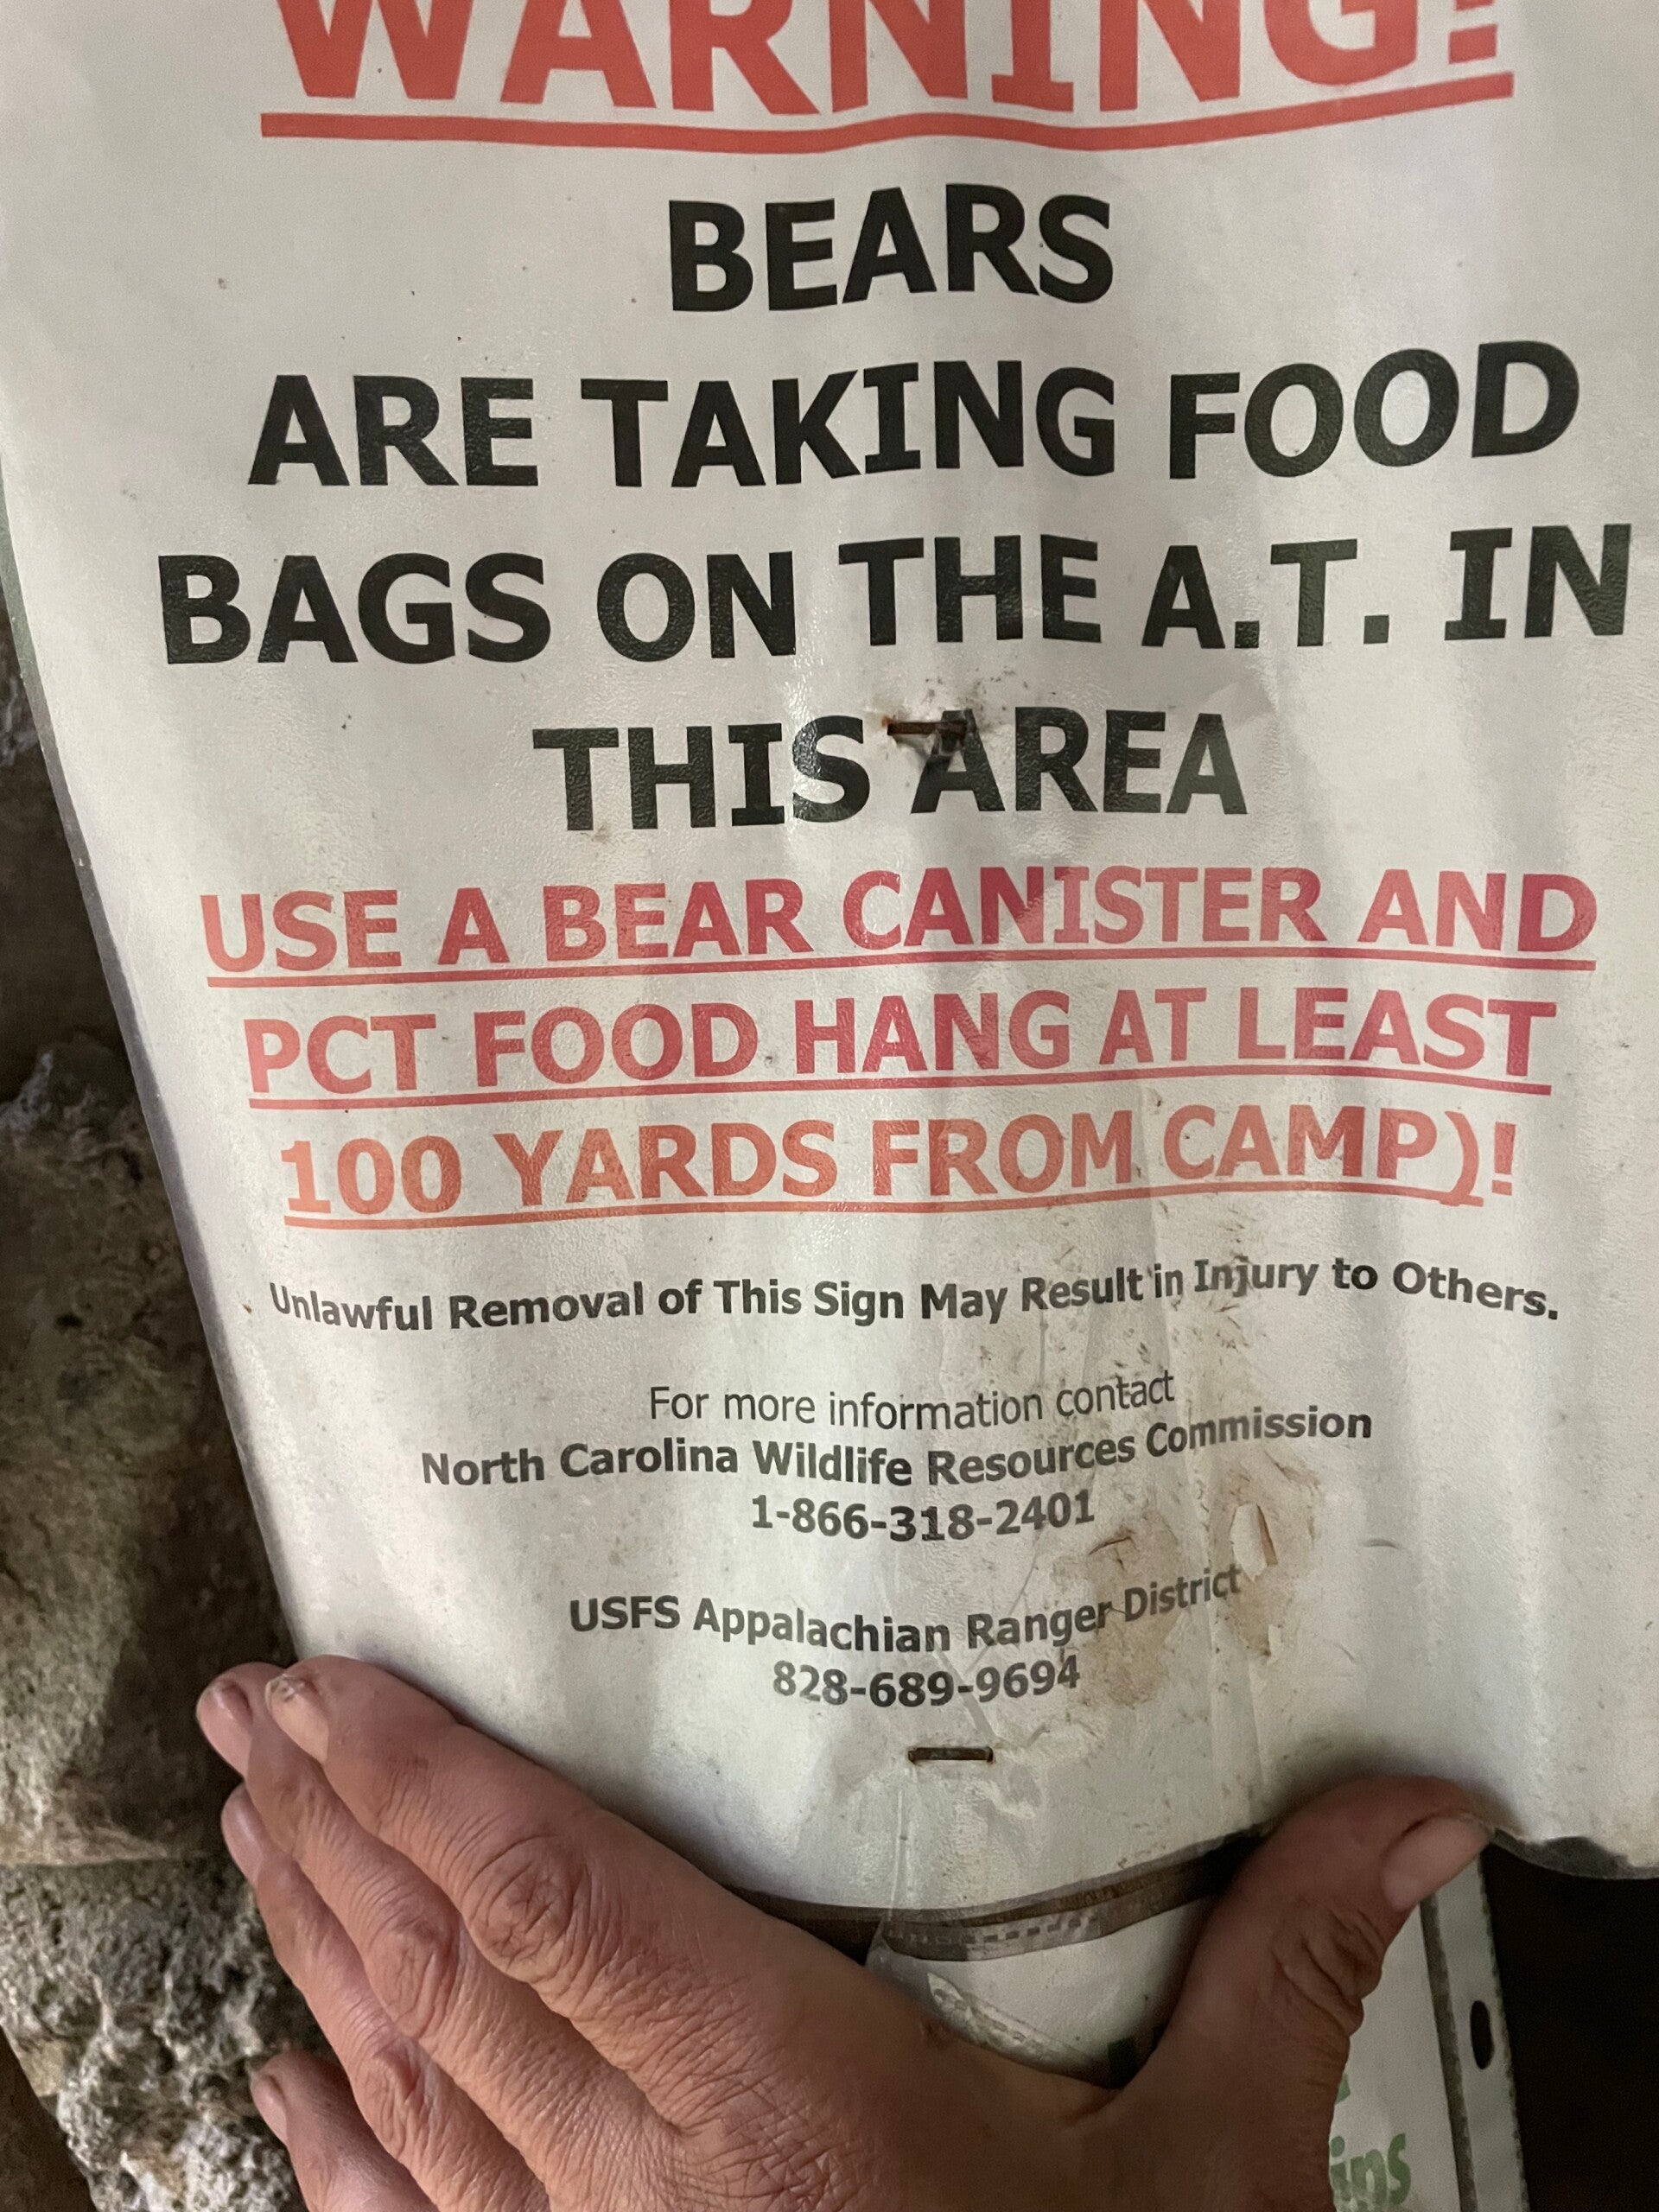 WARNING!
BEARS
ARE TAKING FOOD
BAGS ON THE A.T. IN
THIS AREA
USE A BEAR CANISTER AND
PCT FOOD HANG AT LEAST
100 YARDS FROM CAMP)!
Unlawful Removal of This Sign May Result in Injury to Others.
For more information contact
North Carolina Wildlife Resources Commission
1-866-318-2401
USFS Appalachian Ranger District
828-689-9694